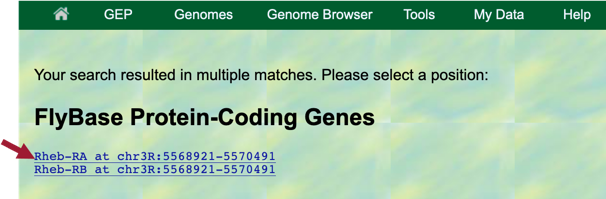 GEP Genomes Genome Browser Tools My Data Help
Your search resulted in multiple matches. Please select a position:
FlyBase Protein-Coding Genes
Rheb-RA at chr3R:5568921-5570491
Rheb-RB at chr3R:5568921-5570491